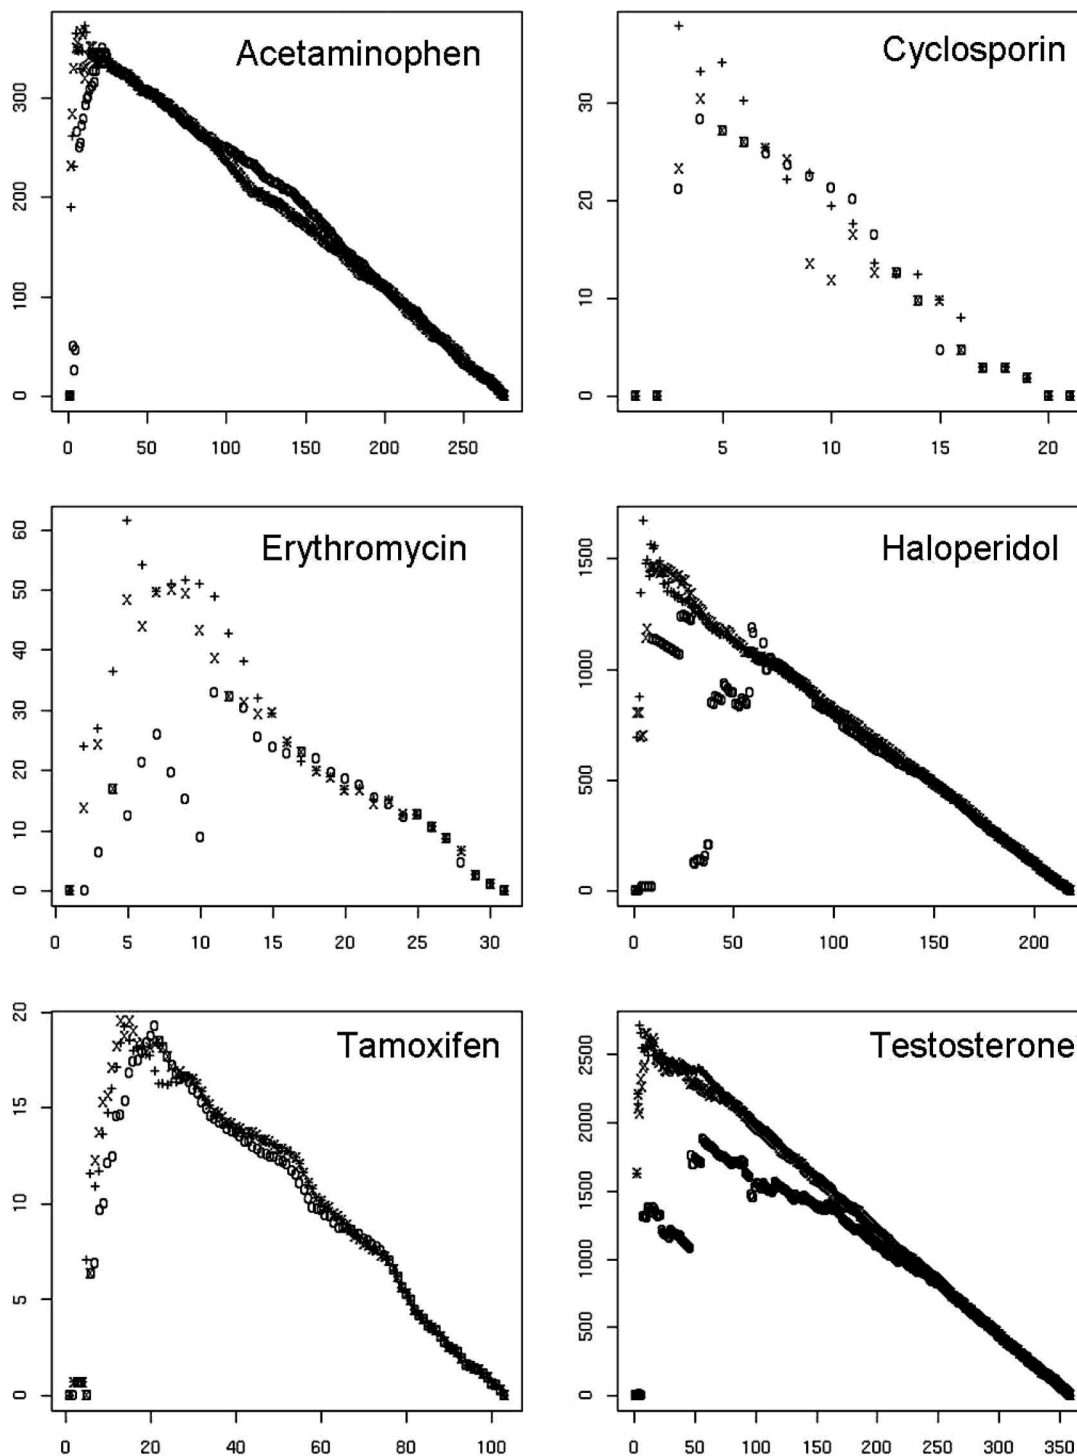 Acetaminophen
0 100 200 300
0 50 100 150 200 250
Cyclosporin
0 10 20 30
5 10 15 20
Erythromycin
0 10 20 30 40 50 60
0 5 10 15 20 25 30
Haloperidol
0 500 1000 1500
0 50 100 150 200
Tamoxifen
0 5 10 15 20
0 20 40 60 80 100
Testosterone
0 500 1000 1500 2000 2500
0 50 100 150 200 250 300 350